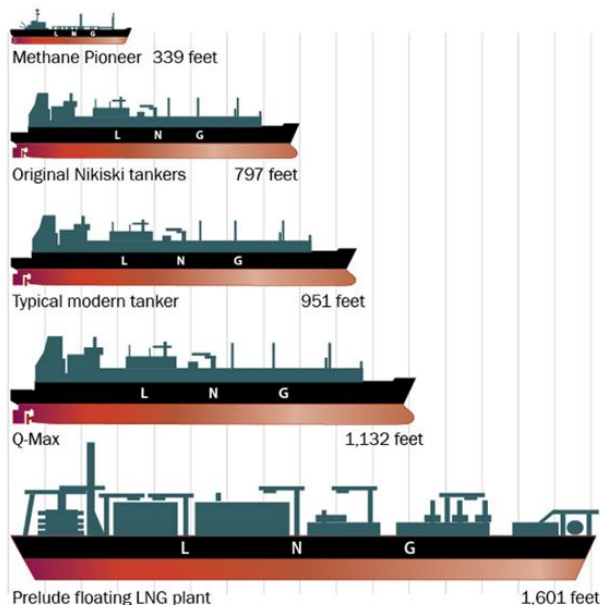 L N G
Methane Pioneer 339 feet
L N G
Original Nikiski tankers 797 feet
L N G
Typical modern tanker 951 feet
L N G
Q-Max 1,132 feet
L N G
Prelude floating LNG plant 1,601 feet